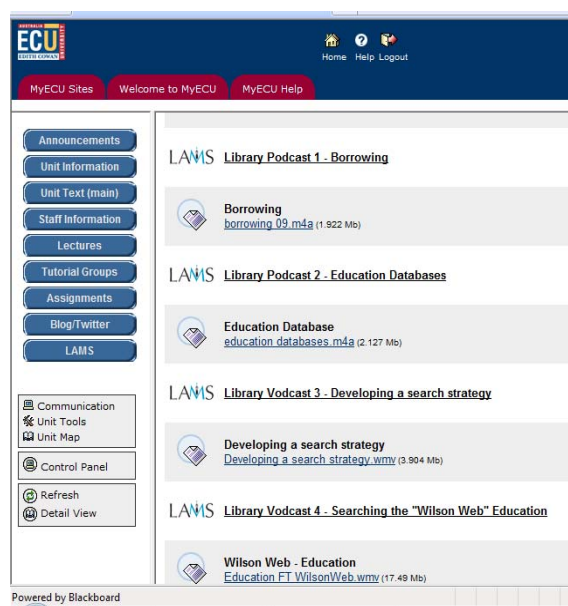 AUSTRALIA
ECU
EDITH COWAN
UNIVERSITY
Home Help Logout
MyECU Sites Welcome to MyECU MyECU Help
Announcements
Unit Information
Unit Text (main)
Staff Information
Lectures
Tutorial Groups
Assignments
Blog/Twitter
LAMS
Communication
Unit Tools
Unit Map
Control Panel
Refresh
Detail View
LAMS Library Podcast 1 - Borrowing
Borrowing
borrowing 09.m4a (1.922 Mb)
LAMS Library Podcast 2 - Education Databases
Education Database
education databases.m4a (2.127 Mb)
LAMS Library Vodcast 3 - Developing a search strategy
Developing a search strategy
Developing a search strategy.wmv (3.904 Mb)
LAMS Library Vodcast 4 - Searching the "Wilson Web" Education
Wilson Web - Education
Education FT WilsonWeb.wmv (17.49 Mb)
Powered by Blackboard